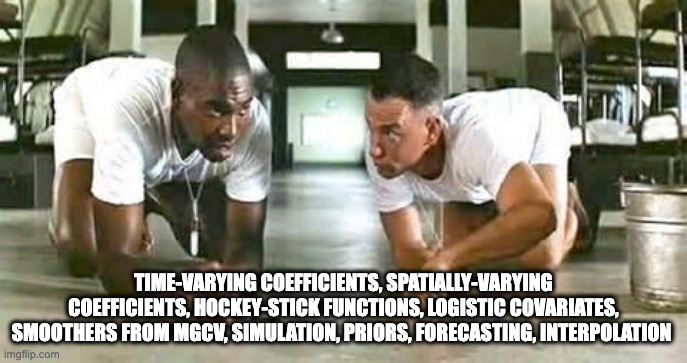 TIME-VARYING COEFFICIENTS, SPATIALLY-VARYING
COEFFICIENTS, HOCKEY-STICK FUNCTIONS, LOGISTIC COVARIATES,
SMOOTHERS FROM MGCV, SIMULATION, PRIORS, FORECASTING, INTERPOLATION
imgflip.com